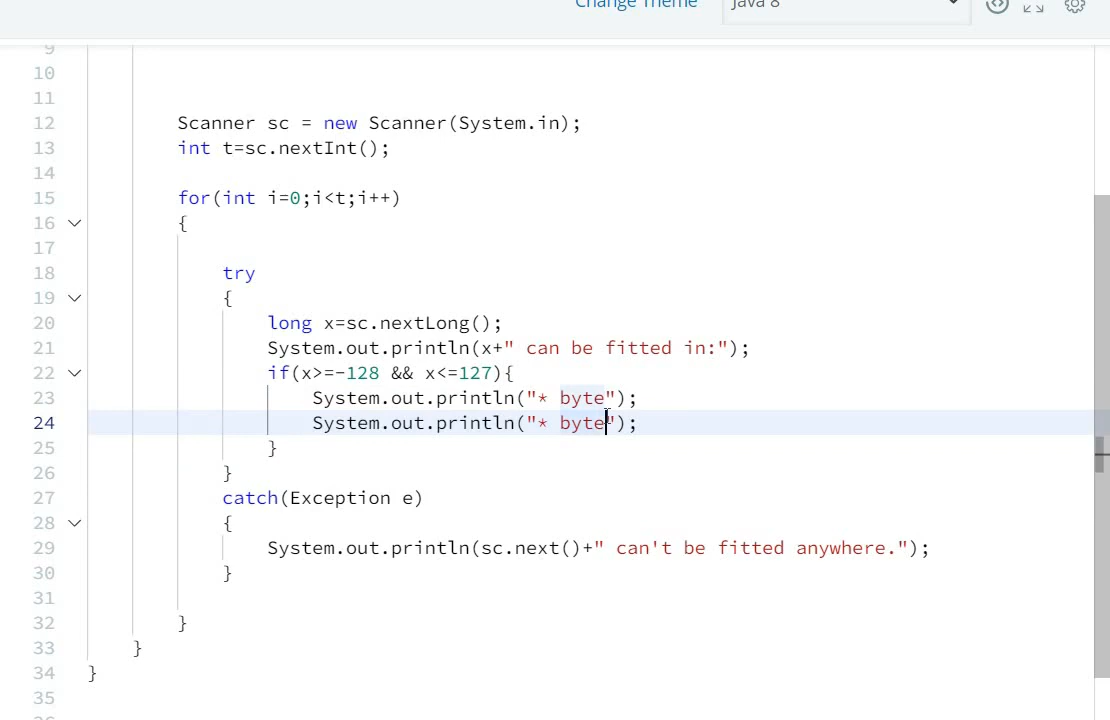 Change Theme Java 8
9
10
11
12 Scanner sc = new Scanner(System.in);
13 int t=sc.nextInt();
14
15 for(int i=0;i<t;i++)
16 {
17
18 try
19 {
20 long x=sc.nextLong();
21 System.out.println(x+" can be fitted in:");
22 if(x>=-128 && x<=127){
23 System.out.println("* byte");
24 System.out.println("* byte");
25 }
26 }
27 catch(Exception e)
28 {
29 System.out.println(sc.next()+" can't be fitted anywhere.");
30 }
31
32 }
33 }
34 }
35
36